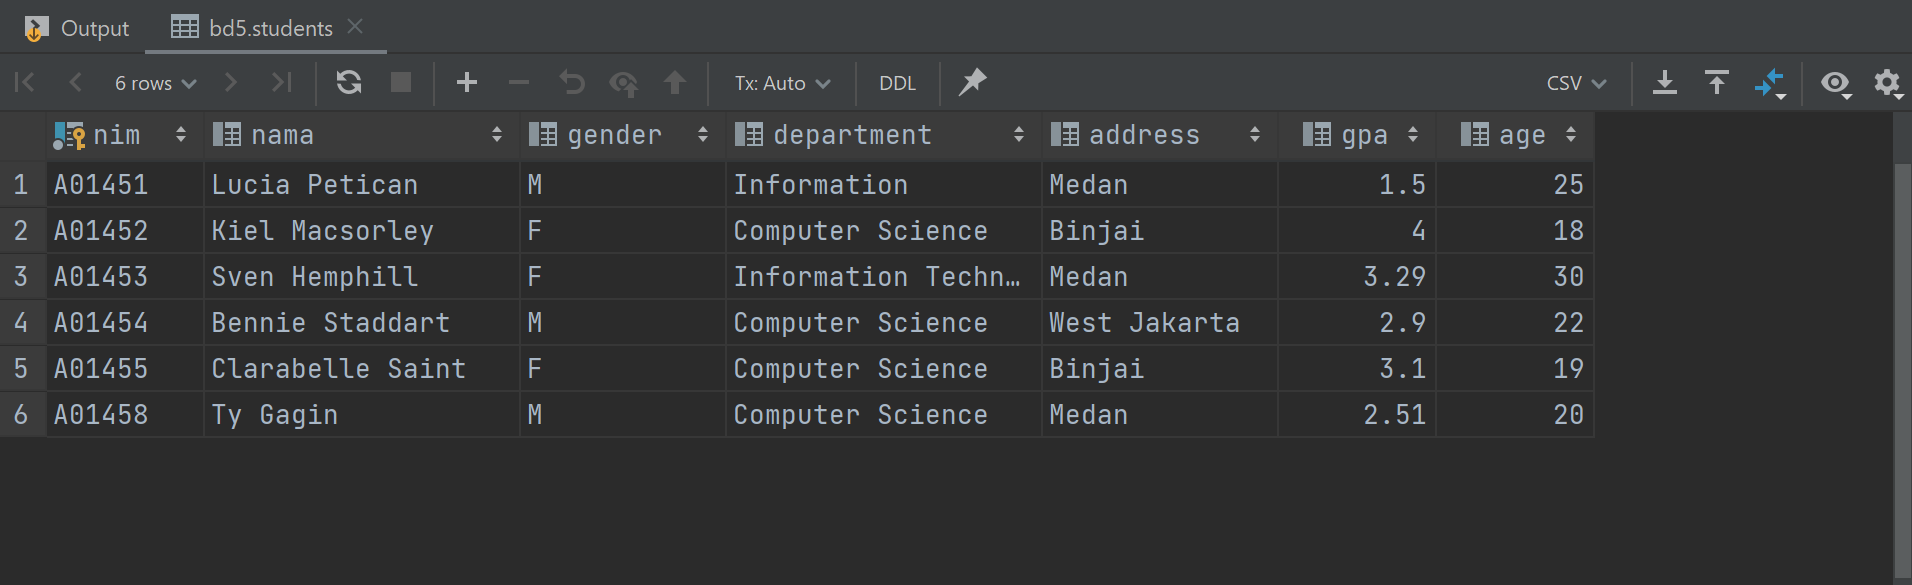 Output bd5.students
6 rows Tx: Auto DDL CSV
nim nama gender department address gpa age
1 A01451 Lucia Petican M Information Medan 1.5 25
2 A01452 Kiel Macsorley F Computer Science Binjai 4 18
3 A01453 Sven Hemphill F Information Techn… Medan 3.29 30
4 A01454 Bennie Staddart M Computer Science West Jakarta 2.9 22
5 A01455 Clarabelle Saint F Computer Science Binjai 3.1 19
6 A01458 Ty Gagin M Computer Science Medan 2.51 20